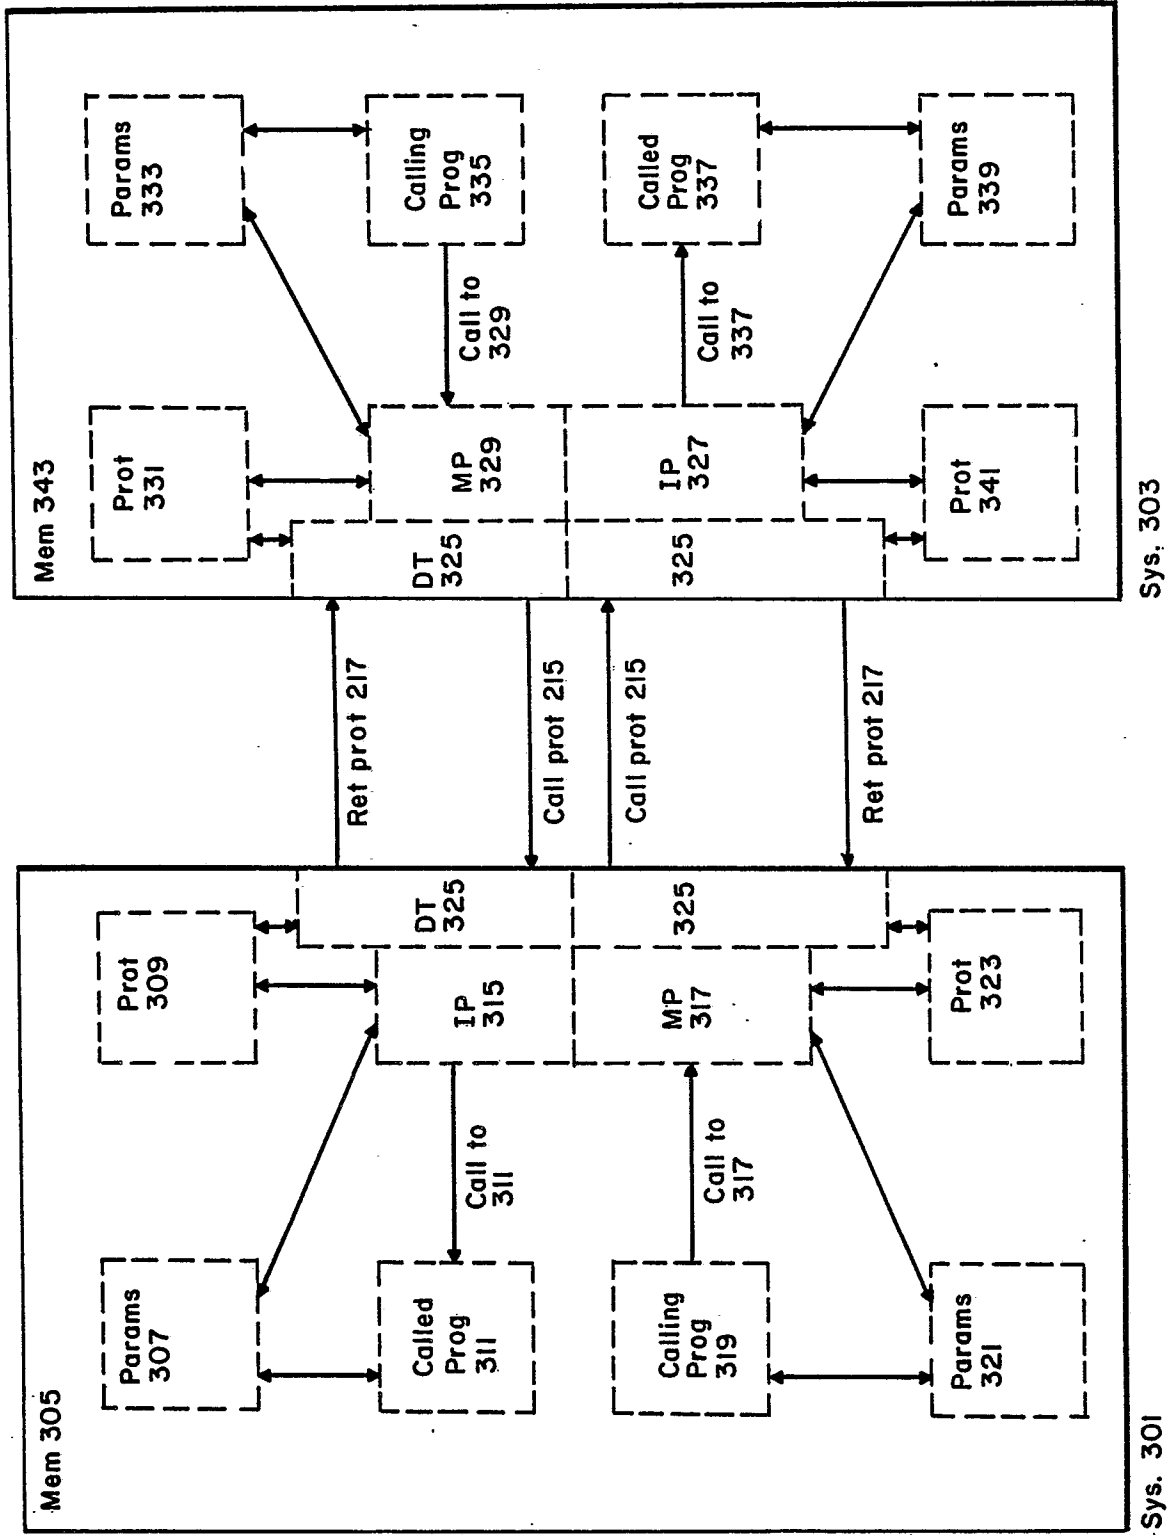 Mem 305
Params
307
Prot
309
Called
Prog
311
Call to
311
IP
315
DT
325
Calling
Prog
319
Call to
317
MP
317
325
Params
321
Prot
323
Sys. 301
Ret prot 217
Call prot 215
Call prot 215
Ret prot 217
Mem 343
Prot
331
Params
333
DT
325
MP
329
Call to
329
Calling
Prog
335
325
IP
327
Call to
337
Called
Prog
337
Prot
341
Params
339
Sys. 303